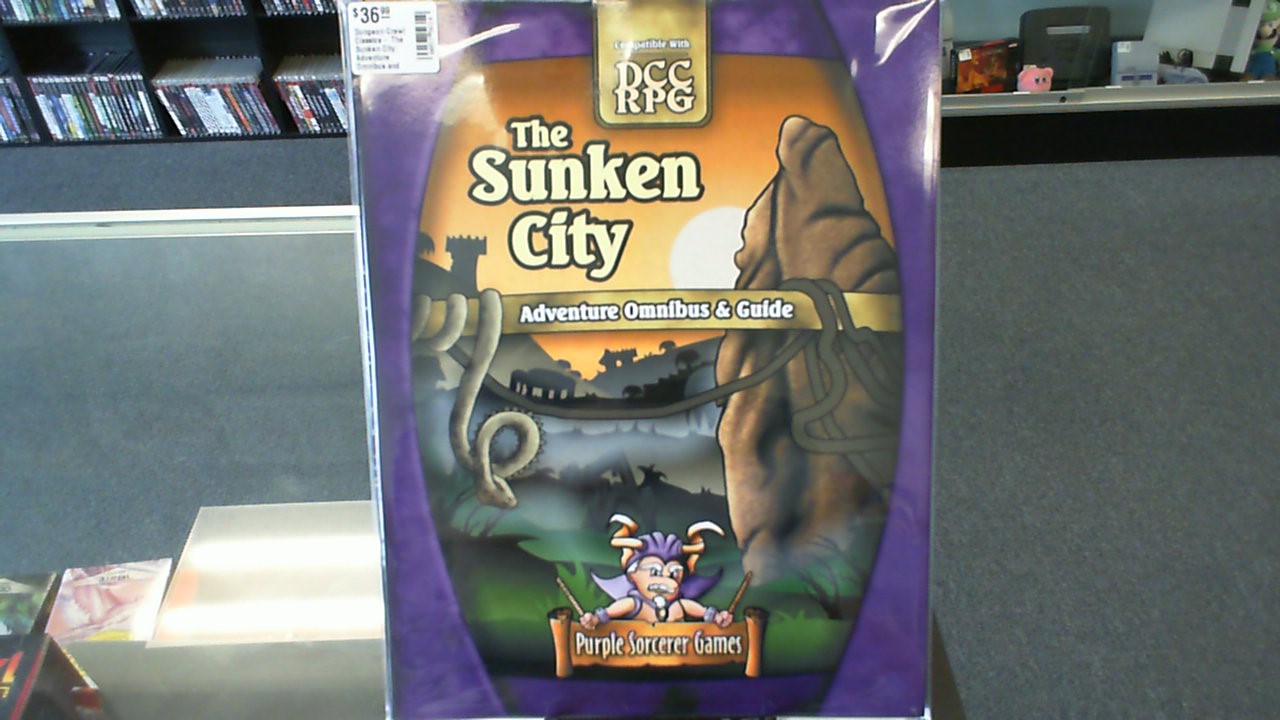 $36.99
Dungeon Crawl
Classics - The
Sunken City
Adventure
Omnibus and
Compatible With
DCC
RPG
The
Sunken
City
Adventure Omnibus & Guide
Purple Sorcerer Games